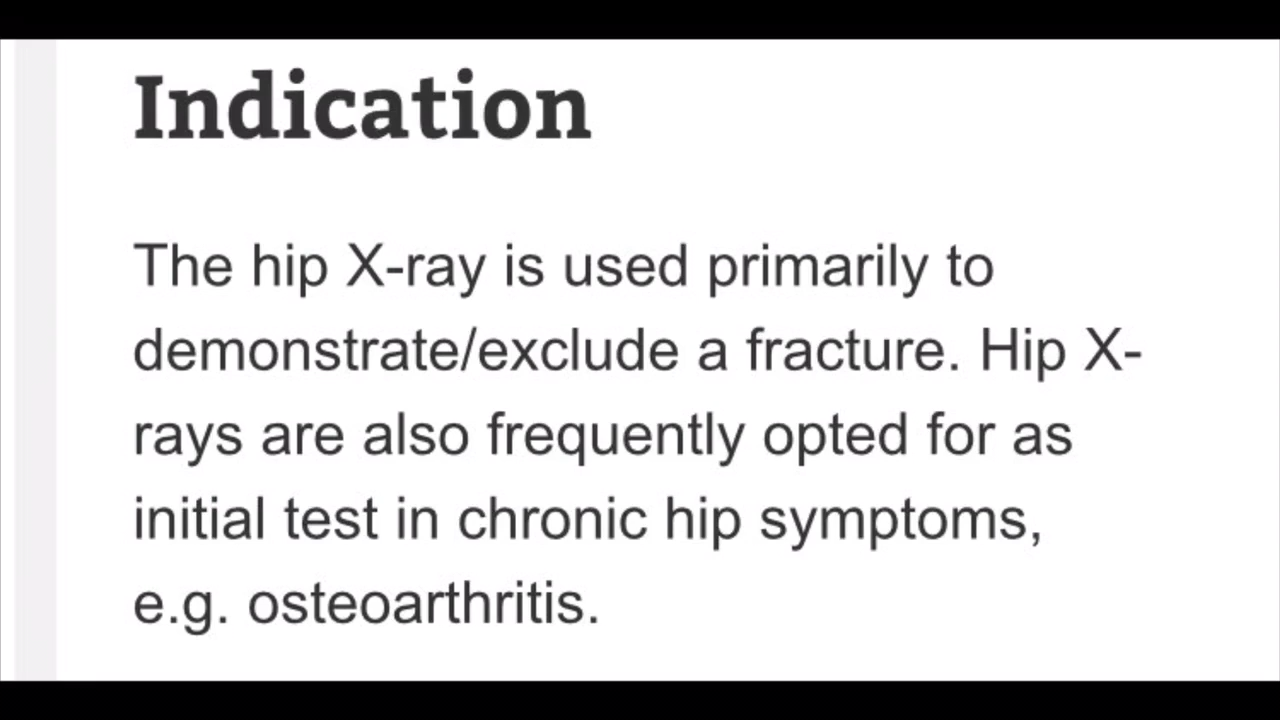 Indication
The hip X-ray is used primarily to
demonstrate/exclude a fracture. Hip X-
rays are also frequently opted for as
initial test in chronic hip symptoms,
e.g. osteoarthritis.